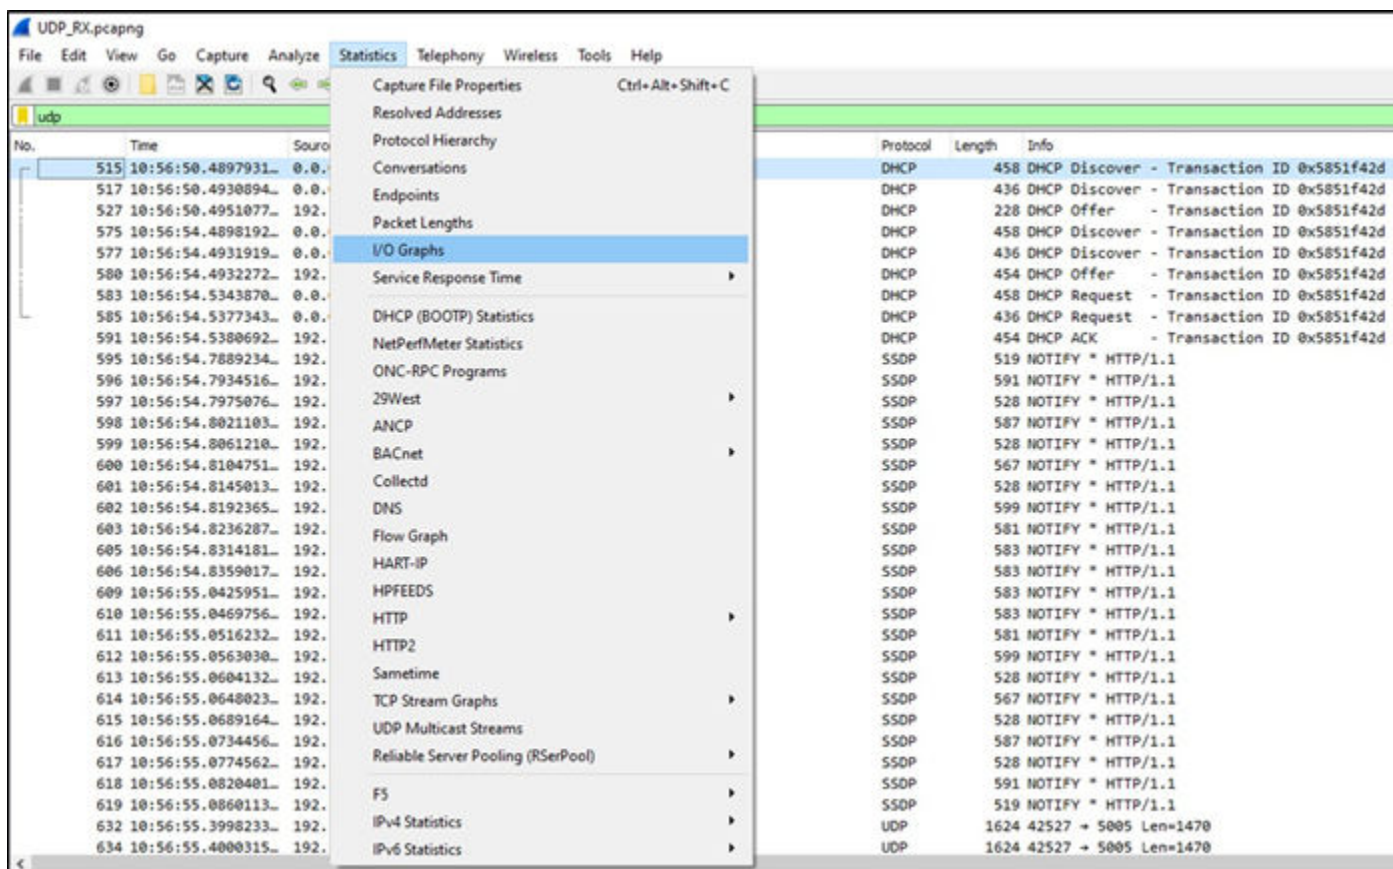 UDP_RX.pcapng
File Edit View Go Capture Analyze Statistics Telephony Wireless Tools Help
udp
Capture File Properties Ctrl+Alt+Shift+C
Resolved Addresses
Protocol Hierarchy
Conversations
Endpoints
Packet Lengths
I/O Graphs
Service Response Time
DHCP (BOOTP) Statistics
NetPerfMeter Statistics
ONC-RPC Programs
29West
ANCP
BACnet
Collectd
DNS
Flow Graph
HART-IP
HPFEEDS
HTTP
HTTP2
Sametime
TCP Stream Graphs
UDP Multicast Streams
Reliable Server Pooling (RSerPool)
F5
IPv4 Statistics
IPv6 Statistics
No. Time Sourc Protocol Length Info
515 10:56:50.4897931… 0.0. DHCP 458 DHCP Discover - Transaction ID 0x5851f42d
517 10:56:50.4930894… 0.0. DHCP 436 DHCP Discover - Transaction ID 0x5851f42d
527 10:56:50.4951077… 192. DHCP 228 DHCP Offer - Transaction ID 0x5851f42d
575 10:56:54.4898192… 0.0. DHCP 458 DHCP Discover - Transaction ID 0x5851f42d
577 10:56:54.4931919… 0.0. DHCP 436 DHCP Discover - Transaction ID 0x5851f42d
580 10:56:54.4932272… 192. DHCP 454 DHCP Offer - Transaction ID 0x5851f42d
583 10:56:54.5343870… 0.0. DHCP 458 DHCP Request - Transaction ID 0x5851f42d
585 10:56:54.5377343… 0.0. DHCP 436 DHCP Request - Transaction ID 0x5851f42d
591 10:56:54.5380692… 192. DHCP 454 DHCP ACK - Transaction ID 0x5851f42d
595 10:56:54.7889234… 192. SSDP 519 NOTIFY * HTTP/1.1
596 10:56:54.7934516… 192. SSDP 591 NOTIFY * HTTP/1.1
597 10:56:54.7975076… 192. SSDP 528 NOTIFY * HTTP/1.1
598 10:56:54.8021103… 192. SSDP 587 NOTIFY * HTTP/1.1
599 10:56:54.8061210… 192. SSDP 528 NOTIFY * HTTP/1.1
600 10:56:54.8104751… 192. SSDP 567 NOTIFY * HTTP/1.1
601 10:56:54.8145013… 192. SSDP 528 NOTIFY * HTTP/1.1
602 10:56:54.8192365… 192. SSDP 599 NOTIFY * HTTP/1.1
603 10:56:54.8236287… 192. SSDP 581 NOTIFY * HTTP/1.1
605 10:56:54.8314181… 192. SSDP 583 NOTIFY * HTTP/1.1
606 10:56:54.8359017… 192. SSDP 583 NOTIFY * HTTP/1.1
609 10:56:55.0425951… 192. SSDP 583 NOTIFY * HTTP/1.1
610 10:56:55.0469756… 192. SSDP 583 NOTIFY * HTTP/1.1
611 10:56:55.0516232… 192. SSDP 581 NOTIFY * HTTP/1.1
612 10:56:55.0563030… 192. SSDP 599 NOTIFY * HTTP/1.1
613 10:56:55.0604132… 192. SSDP 528 NOTIFY * HTTP/1.1
614 10:56:55.0648023… 192. SSDP 567 NOTIFY * HTTP/1.1
615 10:56:55.0689164… 192. SSDP 528 NOTIFY * HTTP/1.1
616 10:56:55.0734456… 192. SSDP 587 NOTIFY * HTTP/1.1
617 10:56:55.0774562… 192. SSDP 528 NOTIFY * HTTP/1.1
618 10:56:55.0820401… 192. SSDP 591 NOTIFY * HTTP/1.1
619 10:56:55.0860113… 192. SSDP 519 NOTIFY * HTTP/1.1
632 10:56:55.3998233… 192. UDP 1624 42527 → 5005 Len=1470
634 10:56:55.4000315… 192. UDP 1624 42527 → 5005 Len=1470